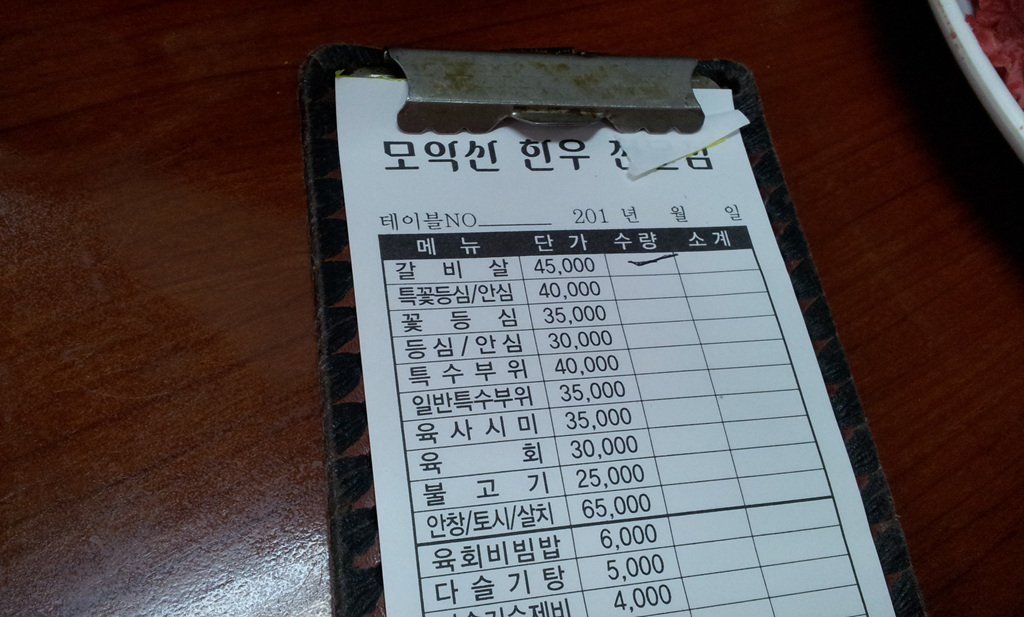 모악산 한우
테이블NO 201 년 월 일
메 뉴 단 가 수 량 소 계
갈 비 살 45,000
특꽃등심/안심 40,000
꽃 등 심 35,000
등심/안심 30,000
특 수 부 위 40,000
일반특수부위 35,000
육 사 시 미 35,000
육 회 30,000
불 고 기 25,000
안창/토시/살치 65,000
육회비빔밥 6,000
다 슬 기 탕 5,000
4,000